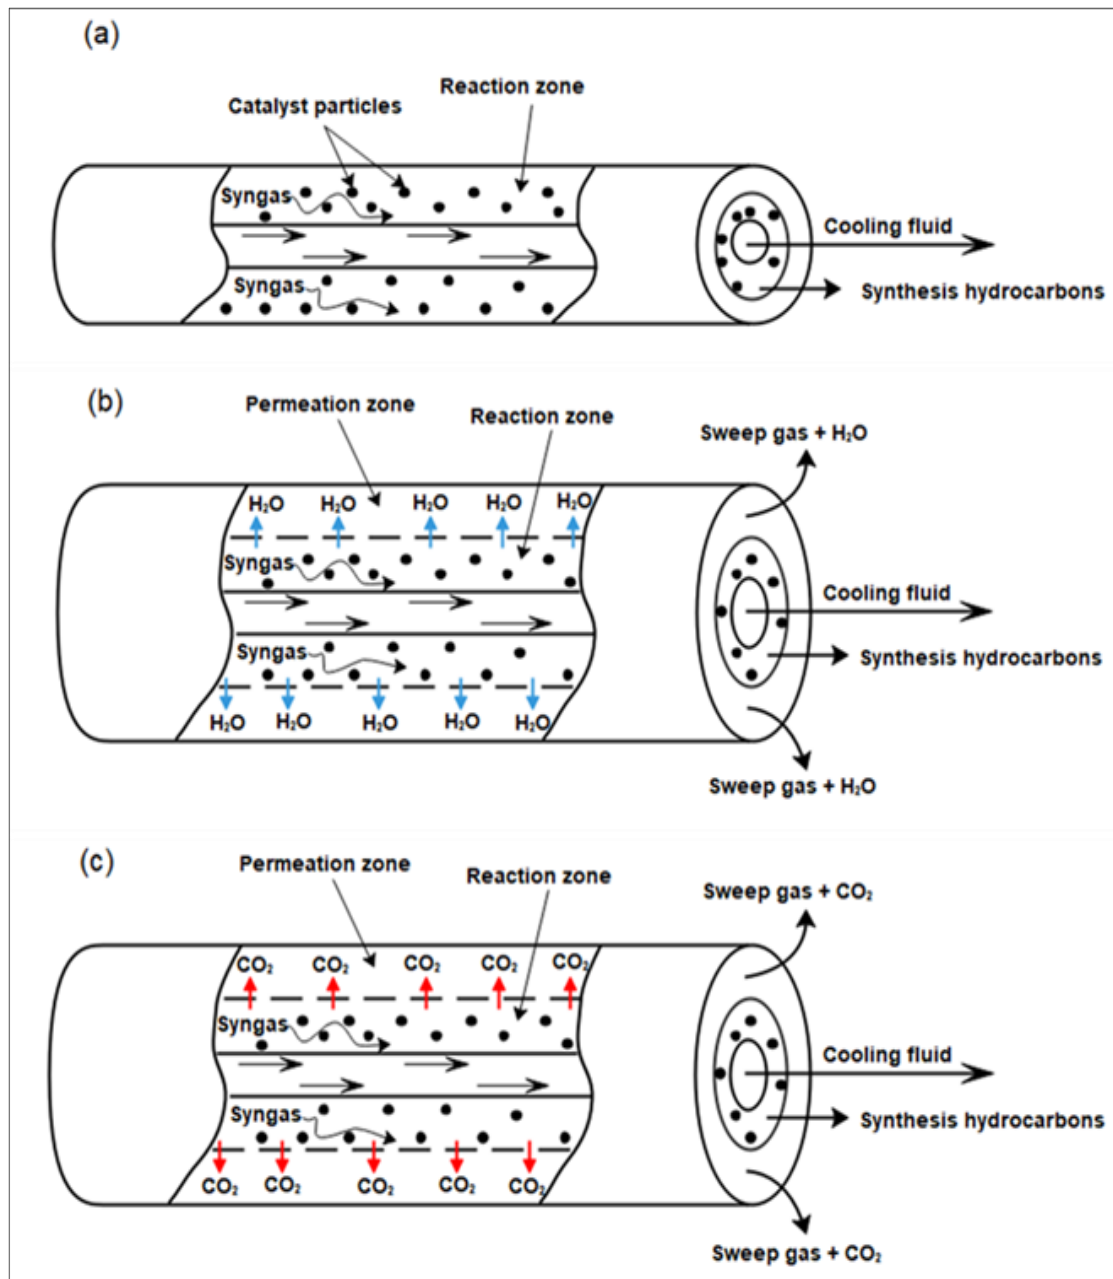 (a)
Reaction zone
Catalyst particles
Syngas
Cooling fluid
Syngas
Synthesis hydrocarbons
(b)
Permeation zone
Reaction zone
Sweep gas + H₂O
H₂O H₂O H₂O H₂O H₂O
Syngas
Cooling fluid
Syngas
Synthesis hydrocarbons
H₂O H₂O H₂O H₂O H₂O
Sweep gas + H₂O
(c)
Permeation zone
Reaction zone
Sweep gas + CO₂
CO₂ CO₂ CO₂ CO₂ CO₂
Syngas
Cooling fluid
Syngas
Synthesis hydrocarbons
CO₂ CO₂ CO₂ CO₂ CO₂
Sweep gas + CO₂